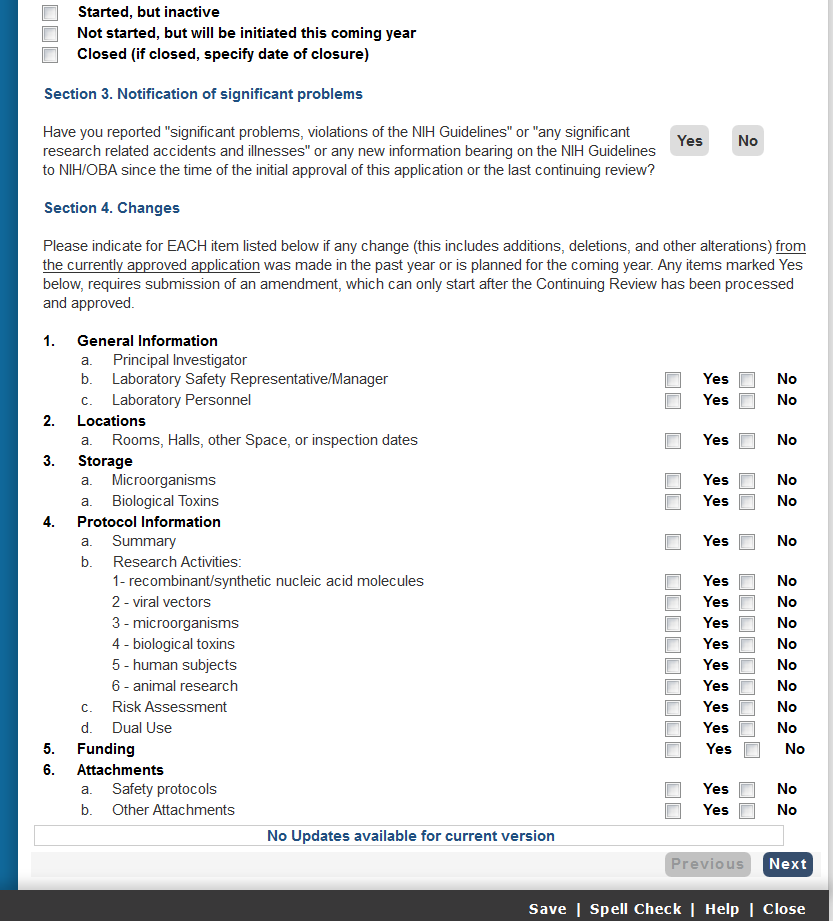 Started, but inactive
Not started, but will be initiated this coming year
Closed (if closed, specify date of closure)
Section 3. Notification of significant problems
Have you reported "significant problems, violations of the NIH Guidelines" or "any significant
research related accidents and illnesses" or any new information bearing on the NIH Guidelines
to NIH/OBA since the time of the initial approval of this application or the last continuing review?
Yes No
Section 4. Changes
Please indicate for EACH item listed below if any change (this includes additions, deletions, and other alterations) from
the currently approved application was made in the past year or is planned for the coming year. Any items marked Yes
below, requires submission of an amendment, which can only start after the Continuing Review has been processed
and approved.
1. General Information
a. Principal Investigator
b. Laboratory Safety Representative/Manager Yes No
c. Laboratory Personnel Yes No
2. Locations
a. Rooms, Halls, other Space, or inspection dates Yes No
3. Storage
a. Microorganisms Yes No
a. Biological Toxins Yes No
4. Protocol Information
a. Summary Yes No
b. Research Activities:
1- recombinant/synthetic nucleic acid molecules Yes No
2 - viral vectors Yes No
3 - microorganisms Yes No
4 - biological toxins Yes No
5 - human subjects Yes No
6 - animal research Yes No
c. Risk Assessment Yes No
d. Dual Use Yes No
5. Funding Yes No
6. Attachments
a. Safety protocols Yes No
b. Other Attachments Yes No
No Updates available for current version
Previous Next
Save | Spell Check | Help | Close